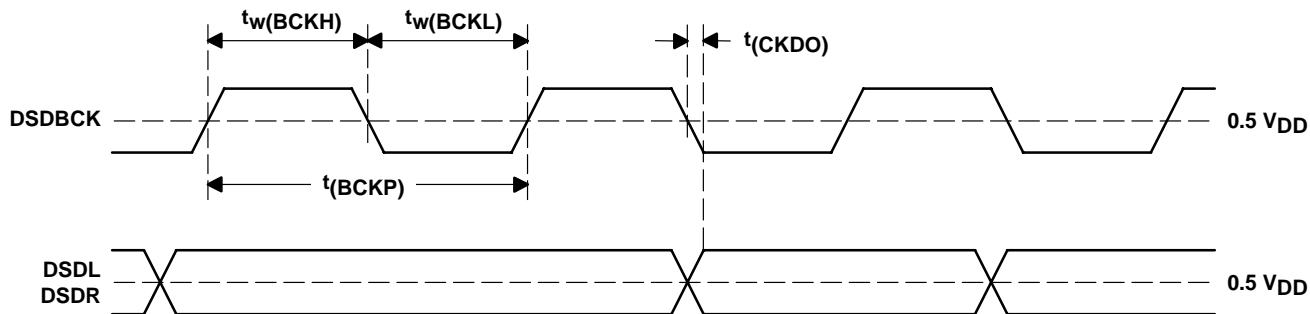 tw(BCKH)
tw(BCKL)
t(CKDO)
DSDBCK
0.5 VDD
t(BCKP)
DSDL
DSDR
0.5 VDD